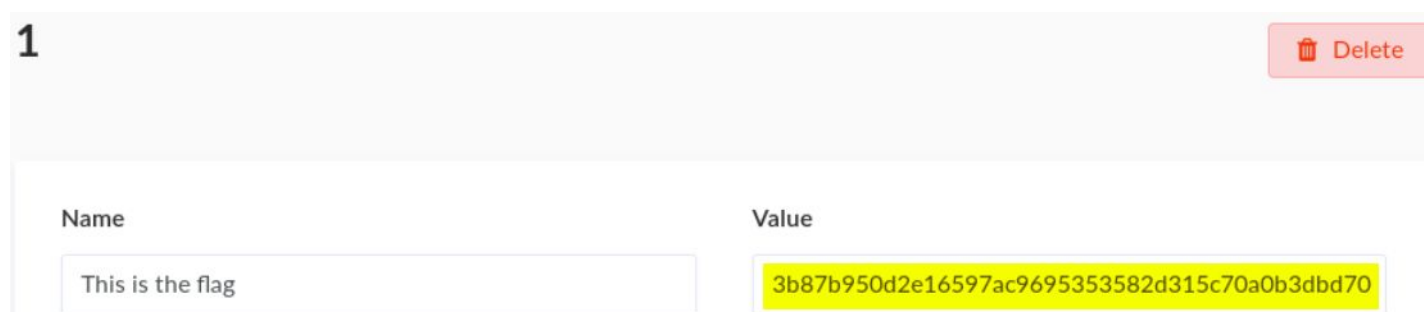 1
Delete
Name
Value
This is the flag
3b87b950d2e16597ac9695353582d315c70a0b3dbd70